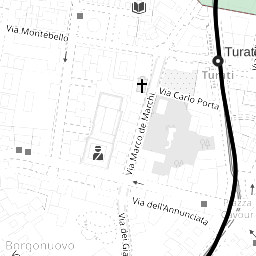 Via Montebello
Turati
Turati
Via Carlo Porta
Via Marco de Marchi
Via dell'Annunciata
Borgonuovo